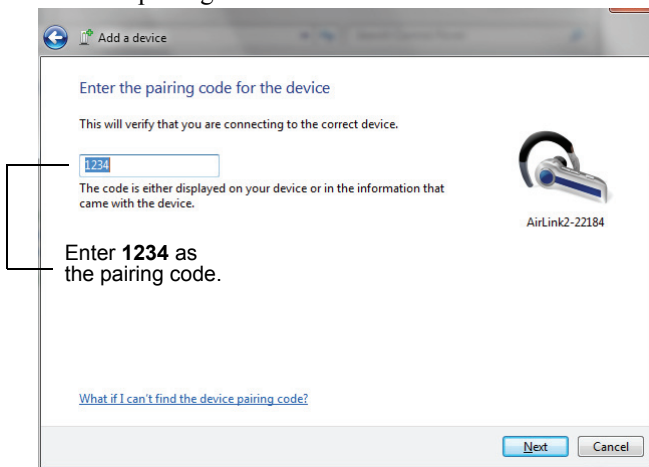 Add a device
Enter the pairing code for the device
This will verify that you are connecting to the correct device.
1234
The code is either displayed on your device or in the information that
came with the device.
AirLink2-22184
Enter 1234 as
the pairing code.
What if I can't find the device pairing code?
Next Cancel